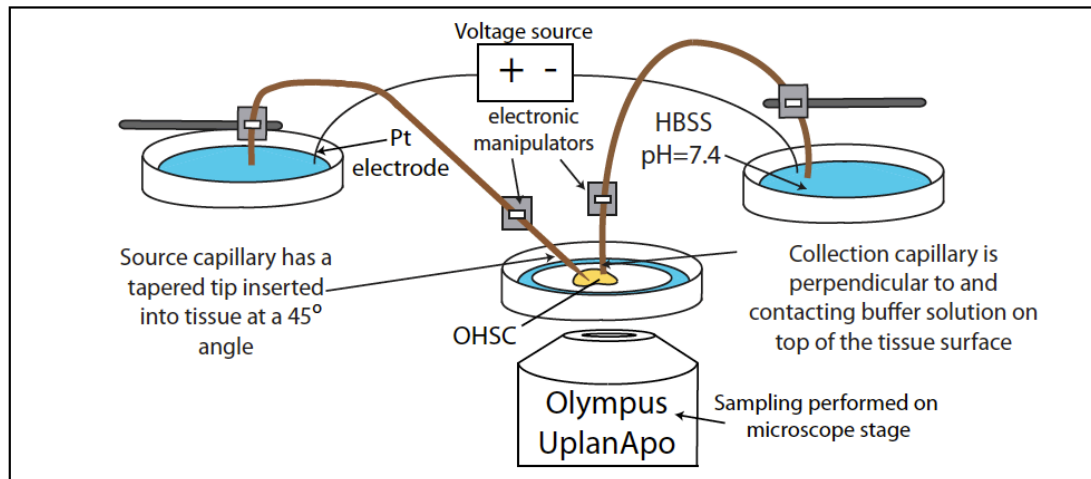 Voltage source
+ -
electronic
manipulators
Pt
electrode
HBSS
pH=7.4
Source capillary has a
tapered tip inserted
into tissue at a 45°
angle
Collection capillary is
perpendicular to and
contacting buffer solution on
top of the tissue surface
OHSC
Olympus
UplanApo
Sampling performed on
microscope stage